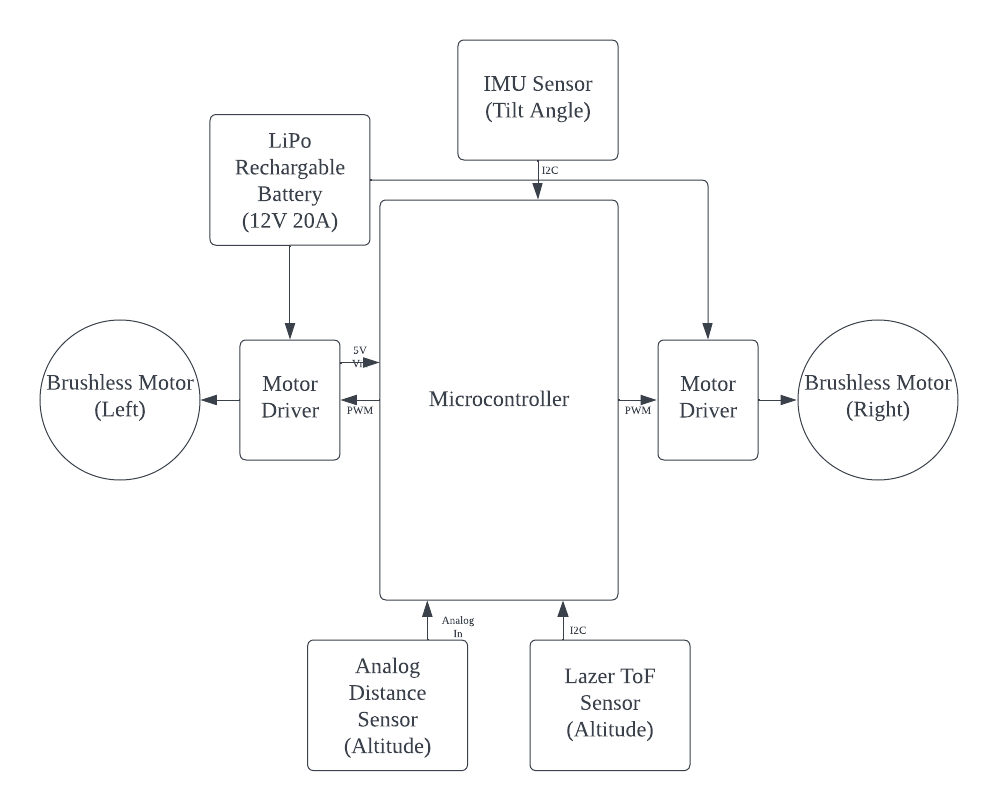 IMU Sensor
(Tilt Angle)
LiPo
Rechargable
Battery
(12V 20A)
I2C
Brushless Motor
(Left)
Motor
Driver
5V
PWM
Microcontroller
PWM
Motor
Driver
Brushless Motor
(Right)
Analog
In
I2C
Analog
Distance
Sensor
(Altitude)
Lazer ToF
Sensor
(Altitude)